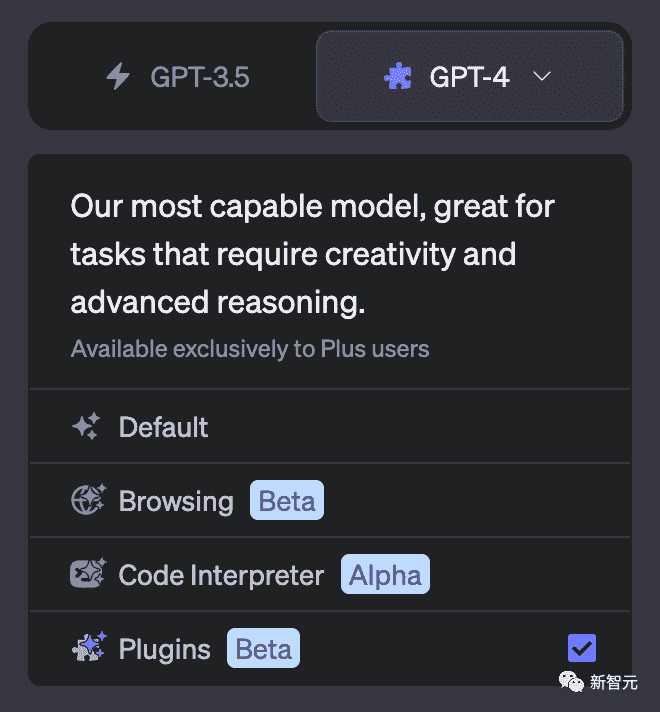 GPT-3.5
GPT-4
Our most capable model, great for
tasks that require creativity and
advanced reasoning.
Available exclusively to Plus users
Default
Browsing Beta
Code Interpreter Alpha
Plugins Beta
新智元